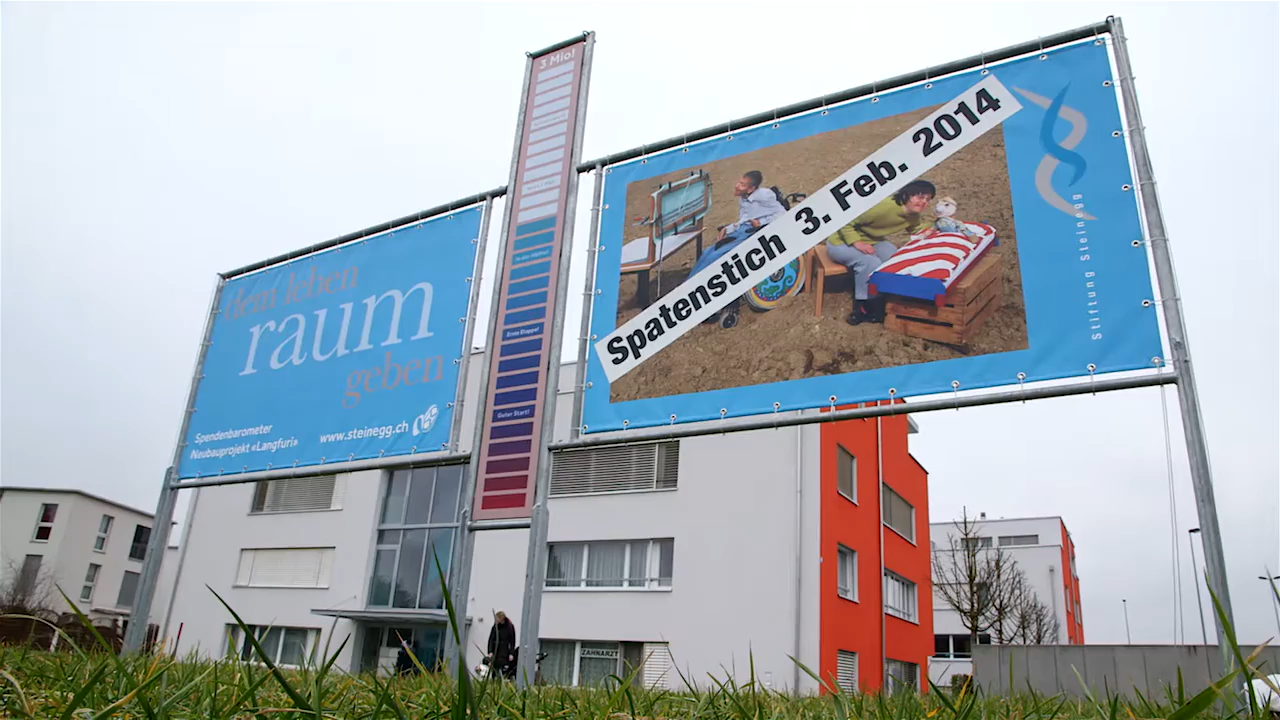 dem leben
raum
geben
Spendenbarometer
Neubauprojekt «Langfuri»
www.steinegg.ch
3 Mio!
Erste Etappe!
Guter Start!
Spatenstich 3. Feb. 2014
Stiftung Steinegg
ZAHNARZT